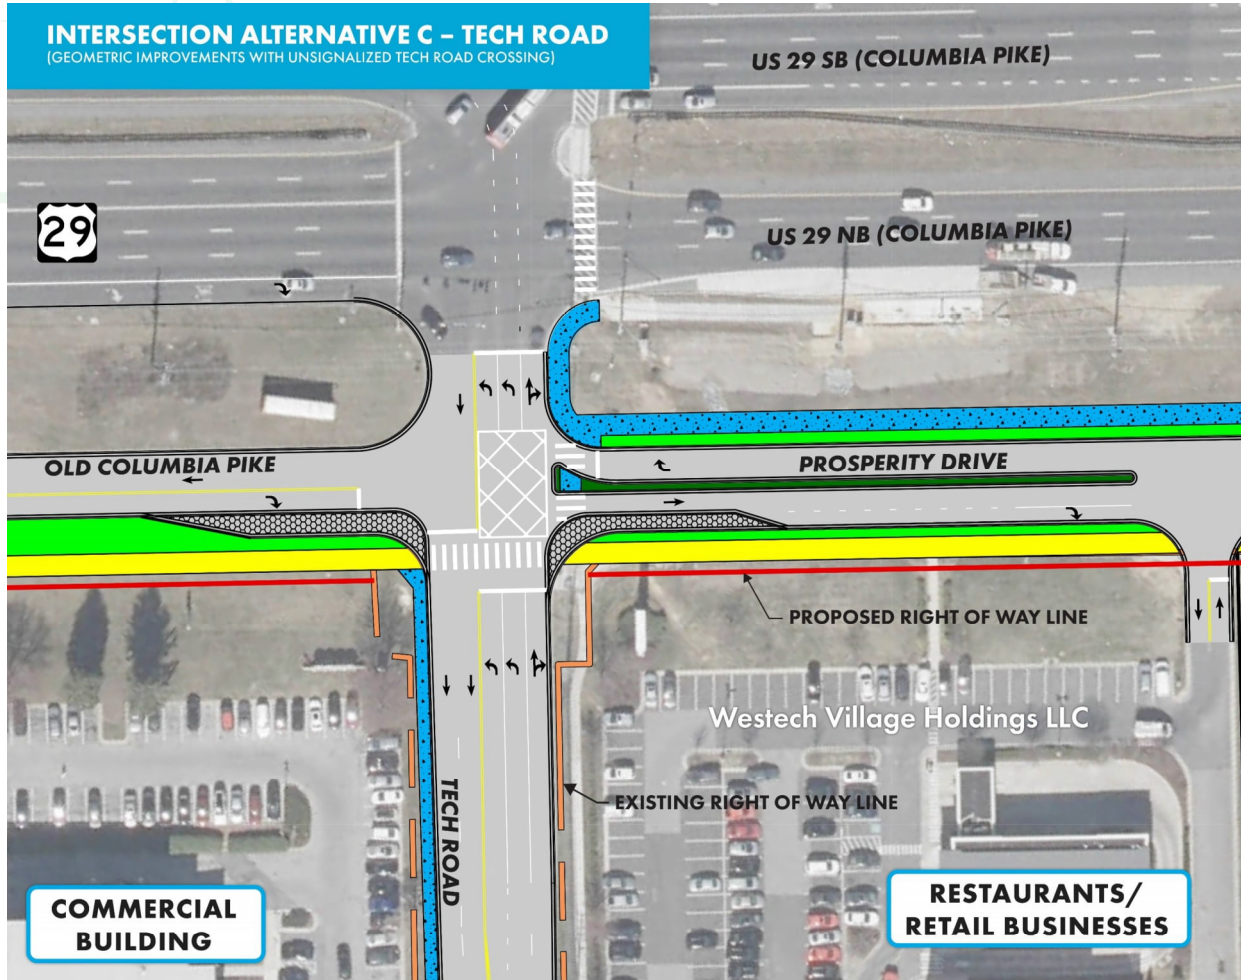 INTERSECTION ALTERNATIVE C – TECH ROAD
(GEOMETRIC IMPROVEMENTS WITH UNSIGNALIZED TECH ROAD CROSSING)
US 29 SB (COLUMBIA PIKE)
29
US 29 NB (COLUMBIA PIKE)
OLD COLUMBIA PIKE
PROSPERITY DRIVE
PROPOSED RIGHT OF WAY LINE
Westech Village Holdings LLC
TECH ROAD
EXISTING RIGHT OF WAY LINE
COMMERCIAL
BUILDING
RESTAURANTS/
RETAIL BUSINESSES